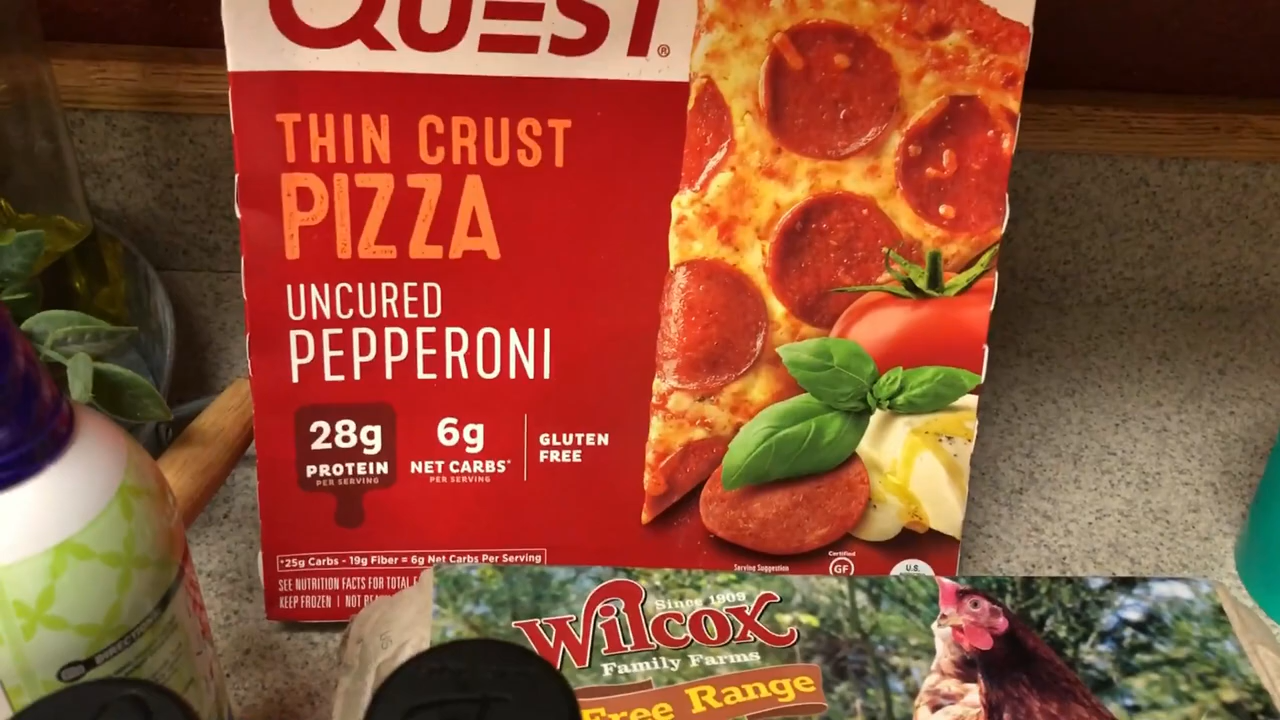 QUEST®
THIN CRUST
PIZZA
UNCURED
PEPPERONI
28g
PROTEIN
PER SERVING
6g
NET CARBS*
PER SERVING
GLUTEN
FREE
*25g Carbs - 19g Fiber = 6g Net Carbs Per Serving
SEE NUTRITION FACTS FOR TOTAL
KEEP FROZEN | NOT
Serving Suggestion
Certified
GF
U.S.
Since 1909
Wilcox
Family Farms
Free Range